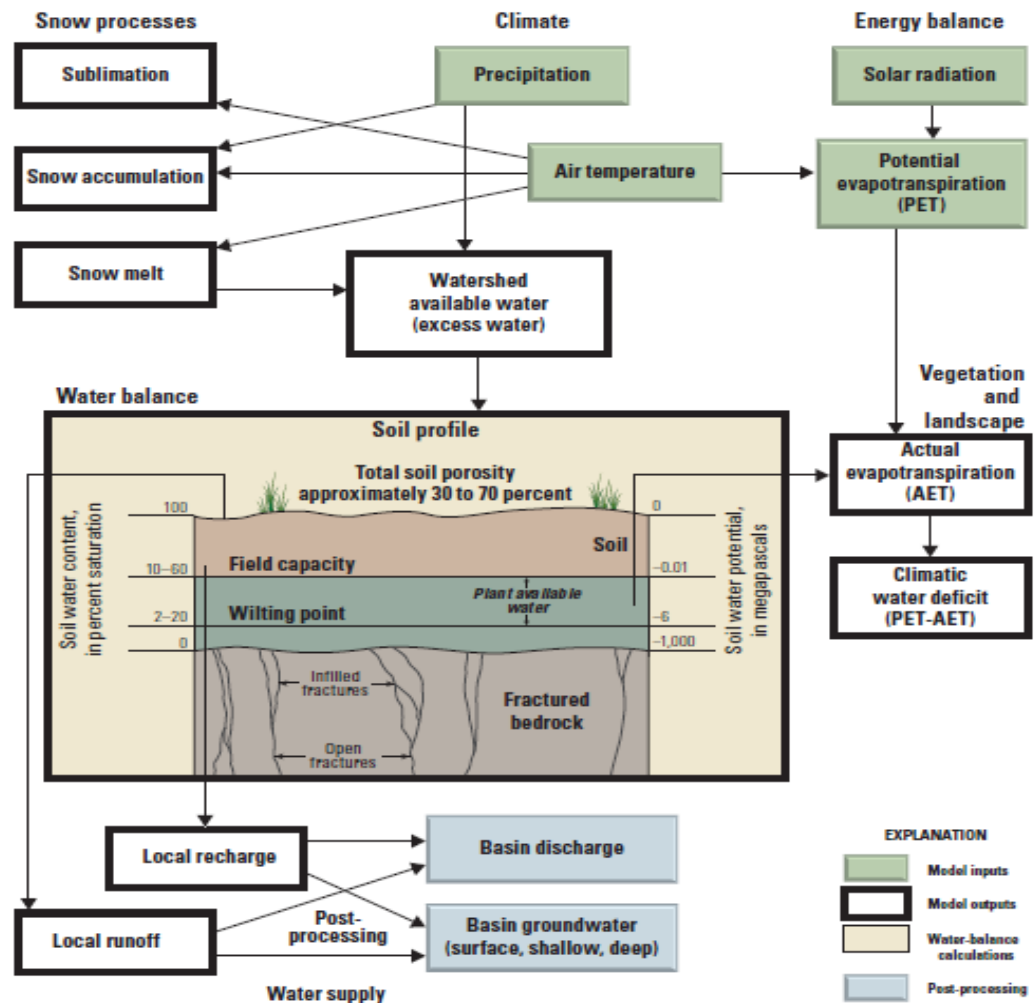 Snow processes
Climate
Energy balance
Sublimation
Precipitation
Solar radiation
Snow accumulation
Air temperature
Potential
evapotranspiration
(PET)
Snow melt
Watershed
available water
(excess water)
Vegetation
and
landscape
Water balance
Soil profile
Total soil porosity
approximately 30 to 70 percent
Actual
evapotranspiration
(AET)
Soil water content,
in percent saturation
100
10–60
2–20
0
Soil
Field capacity
Plant available
water
Wilting point
0
–0.01
–6
–1,000
Soil water potential,
in megapascals
Climatic
water deficit
(PET-AET)
Infilled
fractures
Fractured
bedrock
Open
fractures
Local recharge
Basin discharge
Local runoff
Post-
processing
Basin groundwater
(surface, shallow, deep)
Water supply
EXPLANATION
Model inputs
Model outputs
Water-balance
calculations
Post-processing